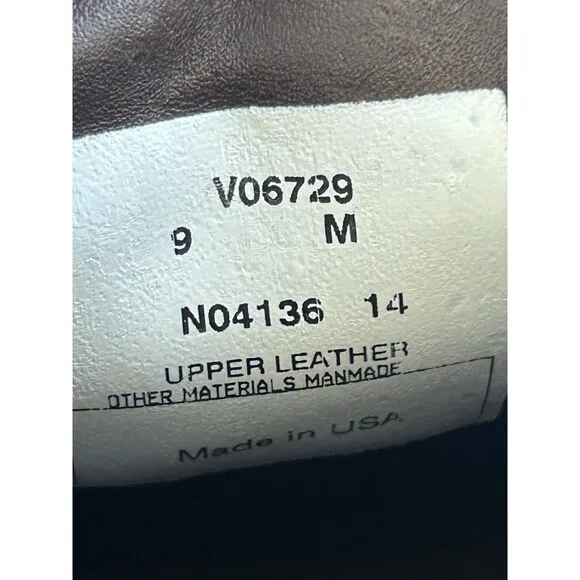 V06729
9 M
N04136 14
UPPER LEATHER
OTHER MATERIALS MANMADE
Made in USA